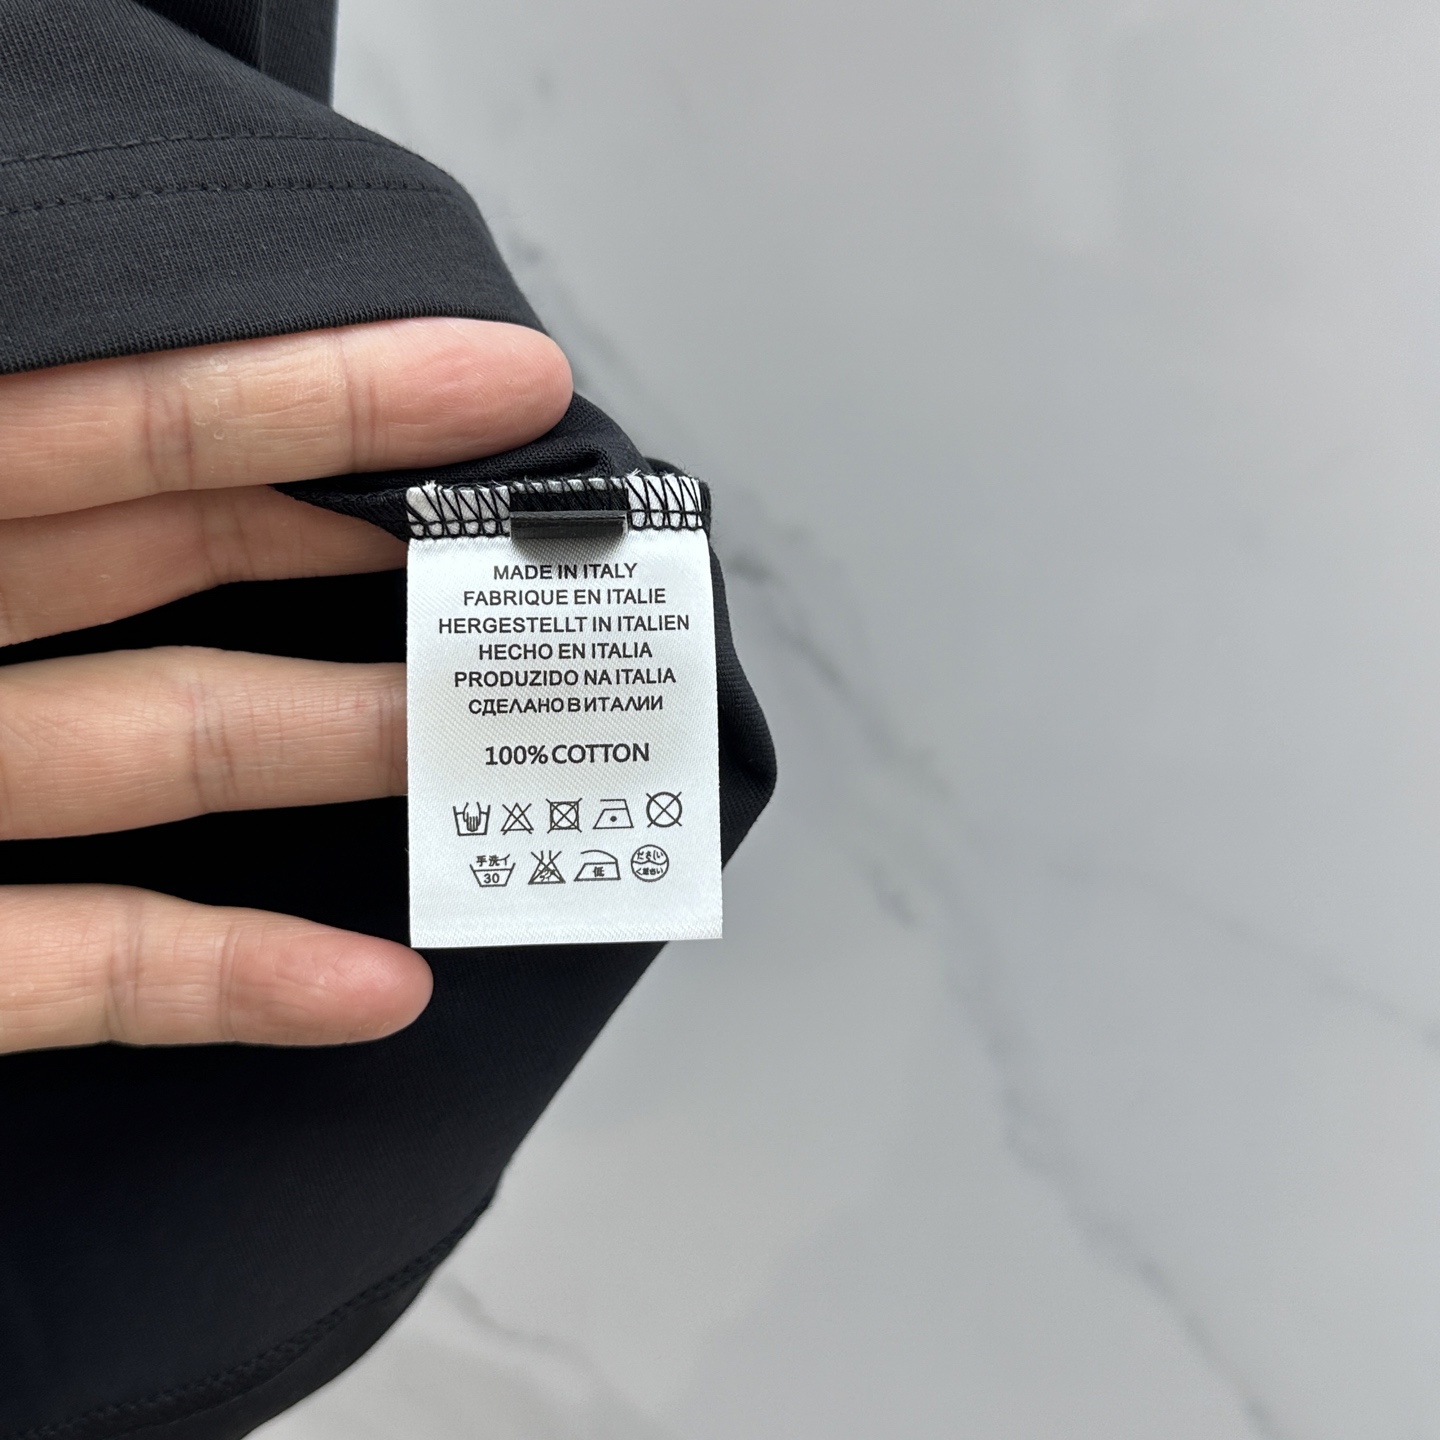 MADE IN ITALY
FABRIQUE EN ITALIE
HERGESTELLT IN ITALIEN
HECHO EN ITALIA
PRODUZIDO NA ITALIA
СДЕЛАНО В ИТАЛИИ
100% COTTON
手洗イ
30
低